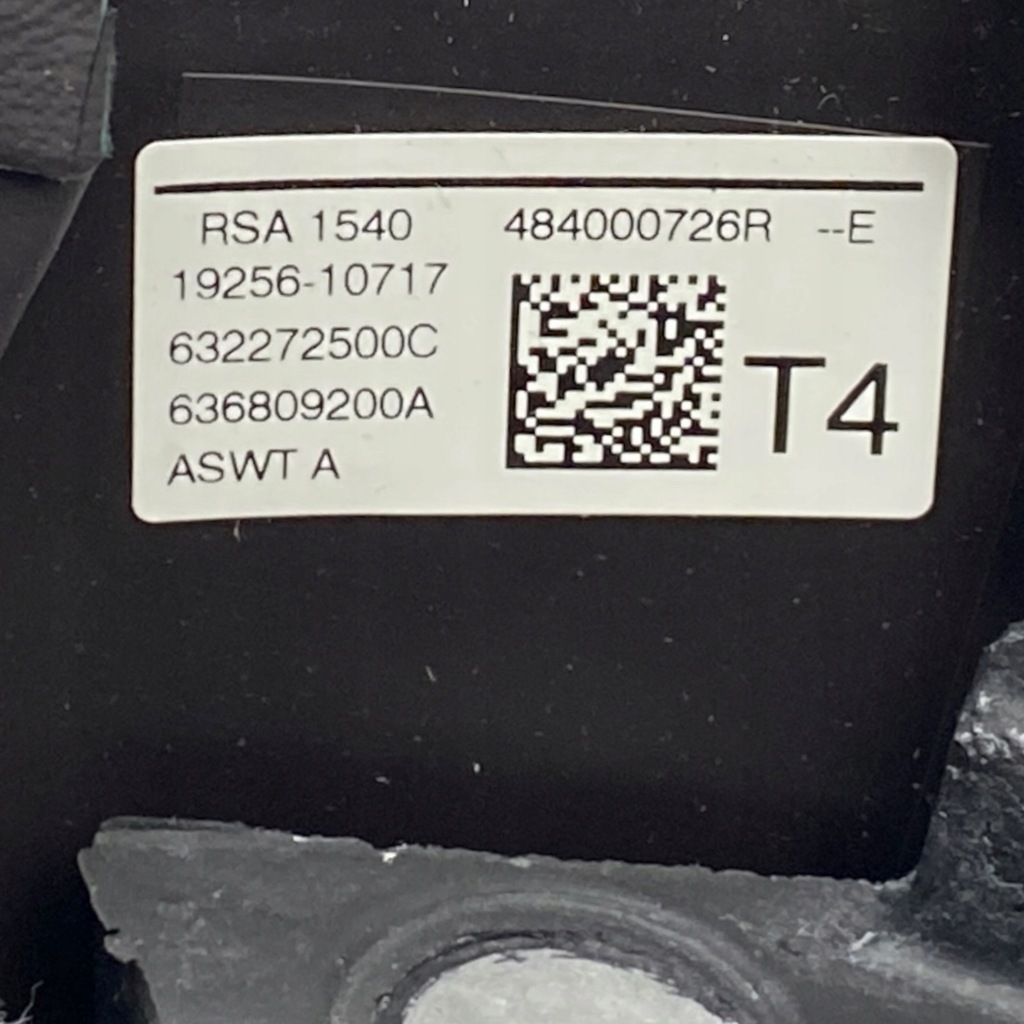 RSA 1540 484000726R --E
19256-10717
632272500C
636809200A
ASWT A
T4